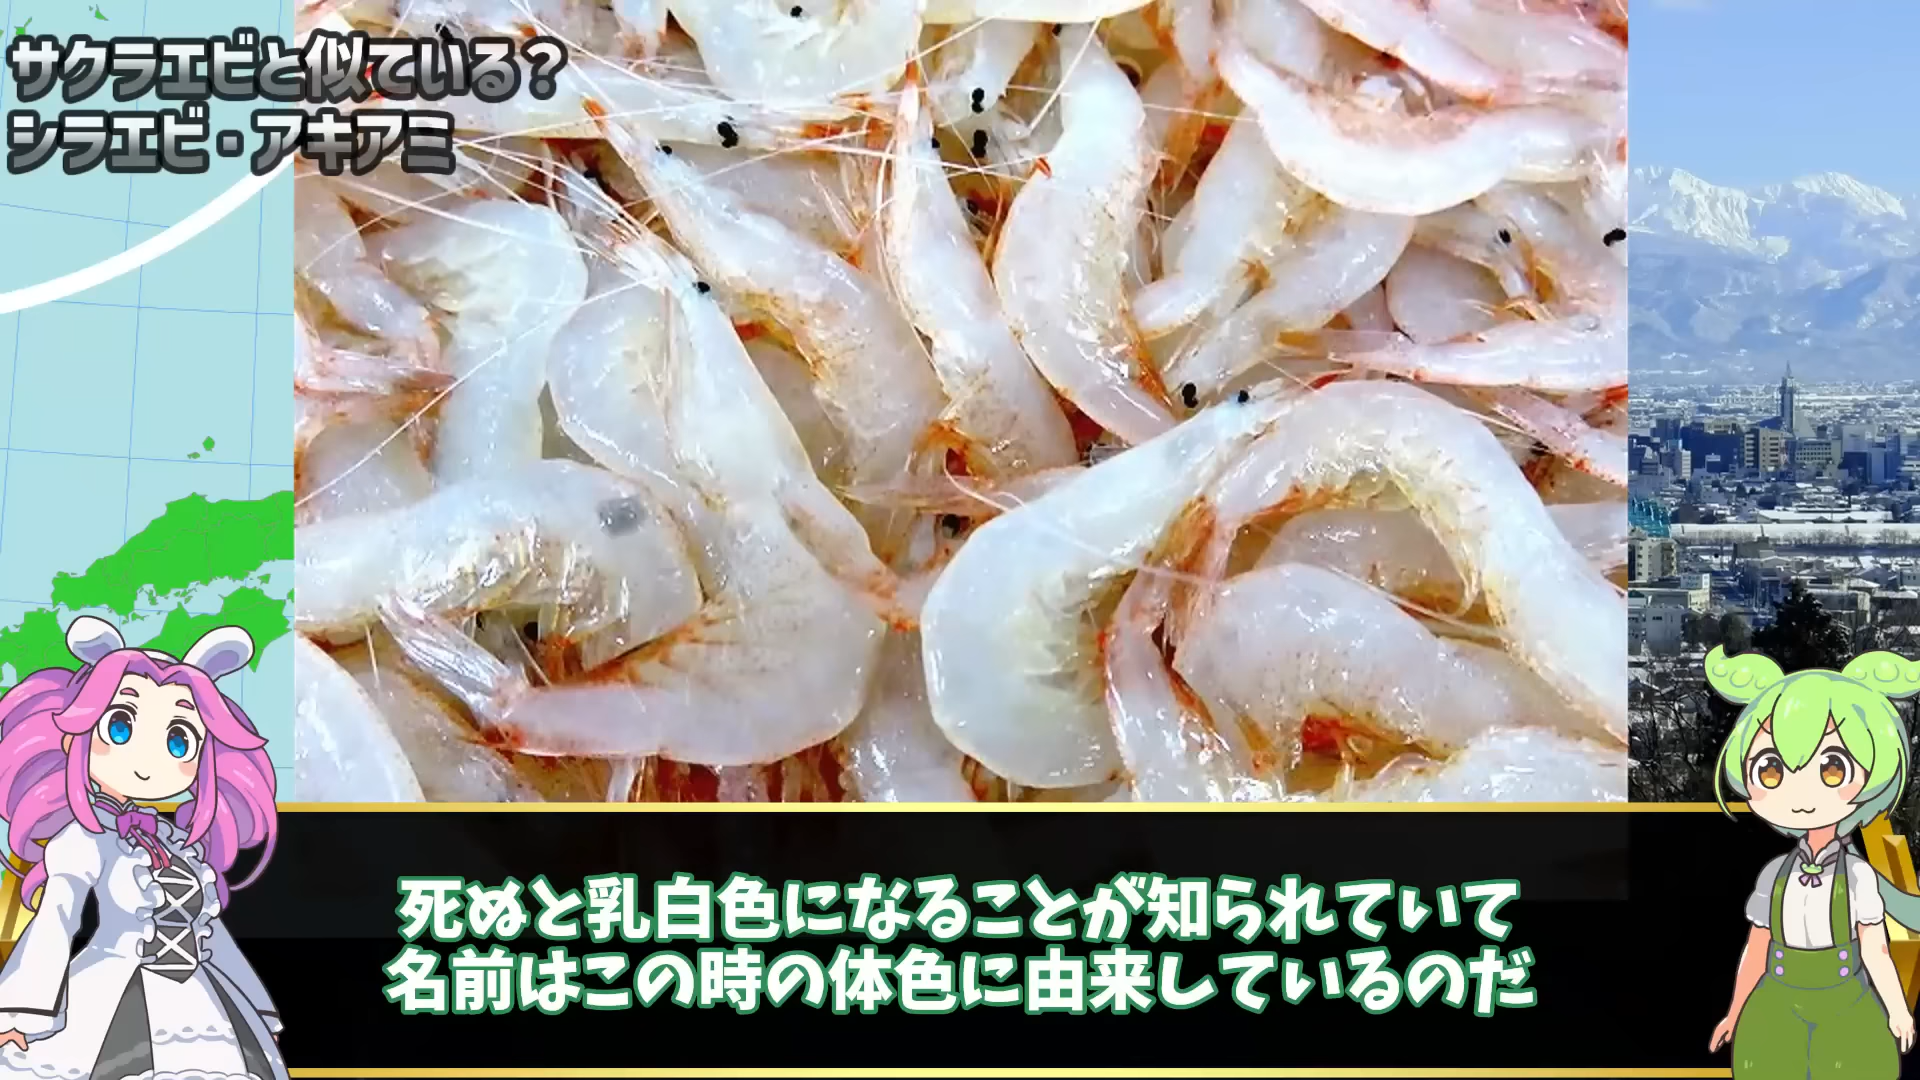 サクラエビと似ている？
シラエビ・アキアミ
死ぬと乳白色になることが知られていて
名前はこの時の体色に由来しているのだ